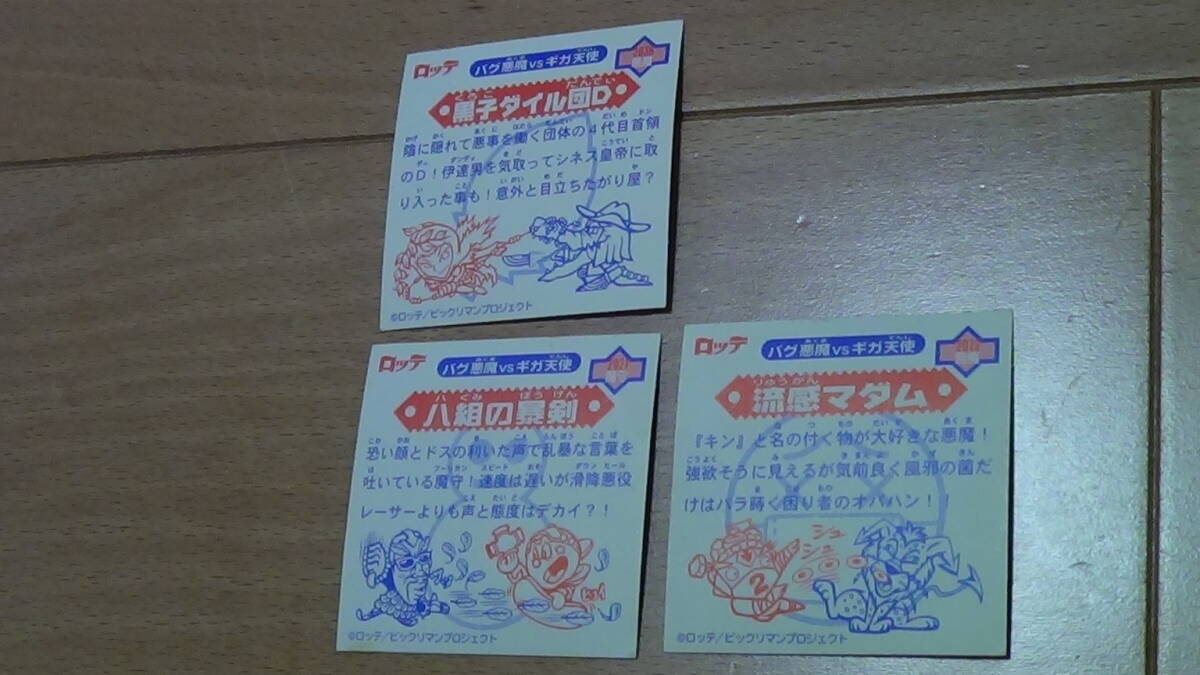 ロッテ
バグ悪魔vsギガ天使
黒子ダイル団D
陰に隠れて悪事を働く団体の4代目首領
のD!伊達男を気取ってシネス皇帝に取
り入った事も!意外と目立ちたがり屋?
©ロッテ/ビックリマンプロジェクト
ロッテ
バグ悪魔vsギガ天使
八組の暴剣
恐い顔とドスの利いた声で乱暴な言葉を
吐いている魔守!速度は遅いが滑降悪役
レーサーよりも声と態度はデカイ?!
©ロッテ/ビックリマンプロジェクト
ロッテ
バグ悪魔vsギガ天使
流感マダム
『キン』と名の付く物が大好きな悪魔!
強欲そうに見えるが気前良く風邪の菌だ
けはバラ蒔く困り者のオバハン!
シュ
シュ
2
©ロッテ/ビックリマンプロジェクト